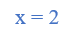 x = 2